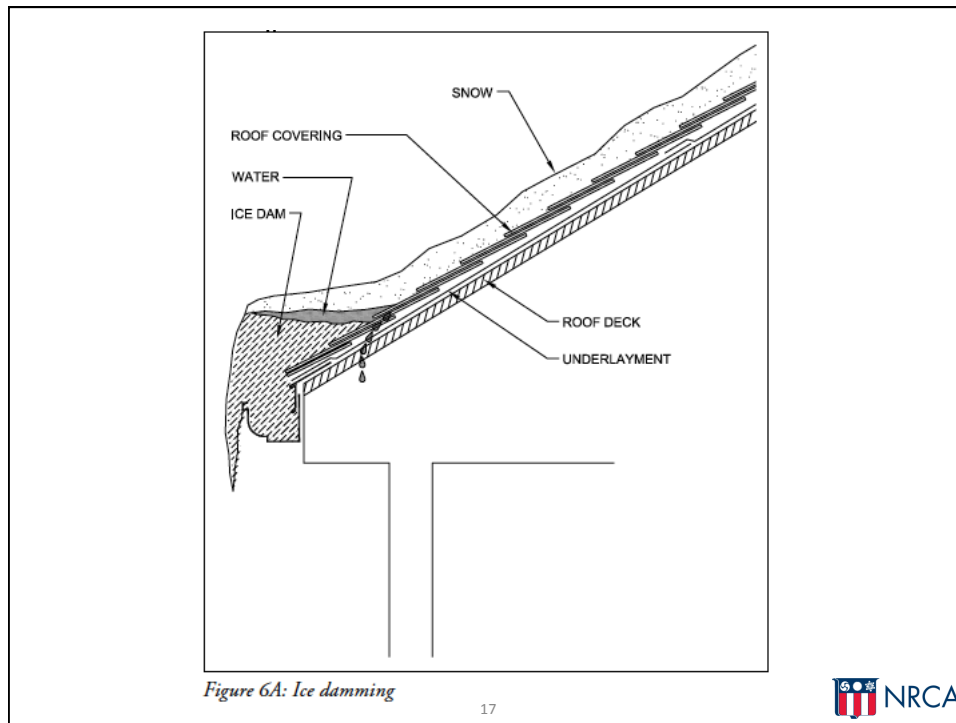 SNOW
ROOF COVERING
WATER
ICE DAM
ROOF DECK
UNDERLAYMENT
Figure 6A: Ice damming
17
NRCA